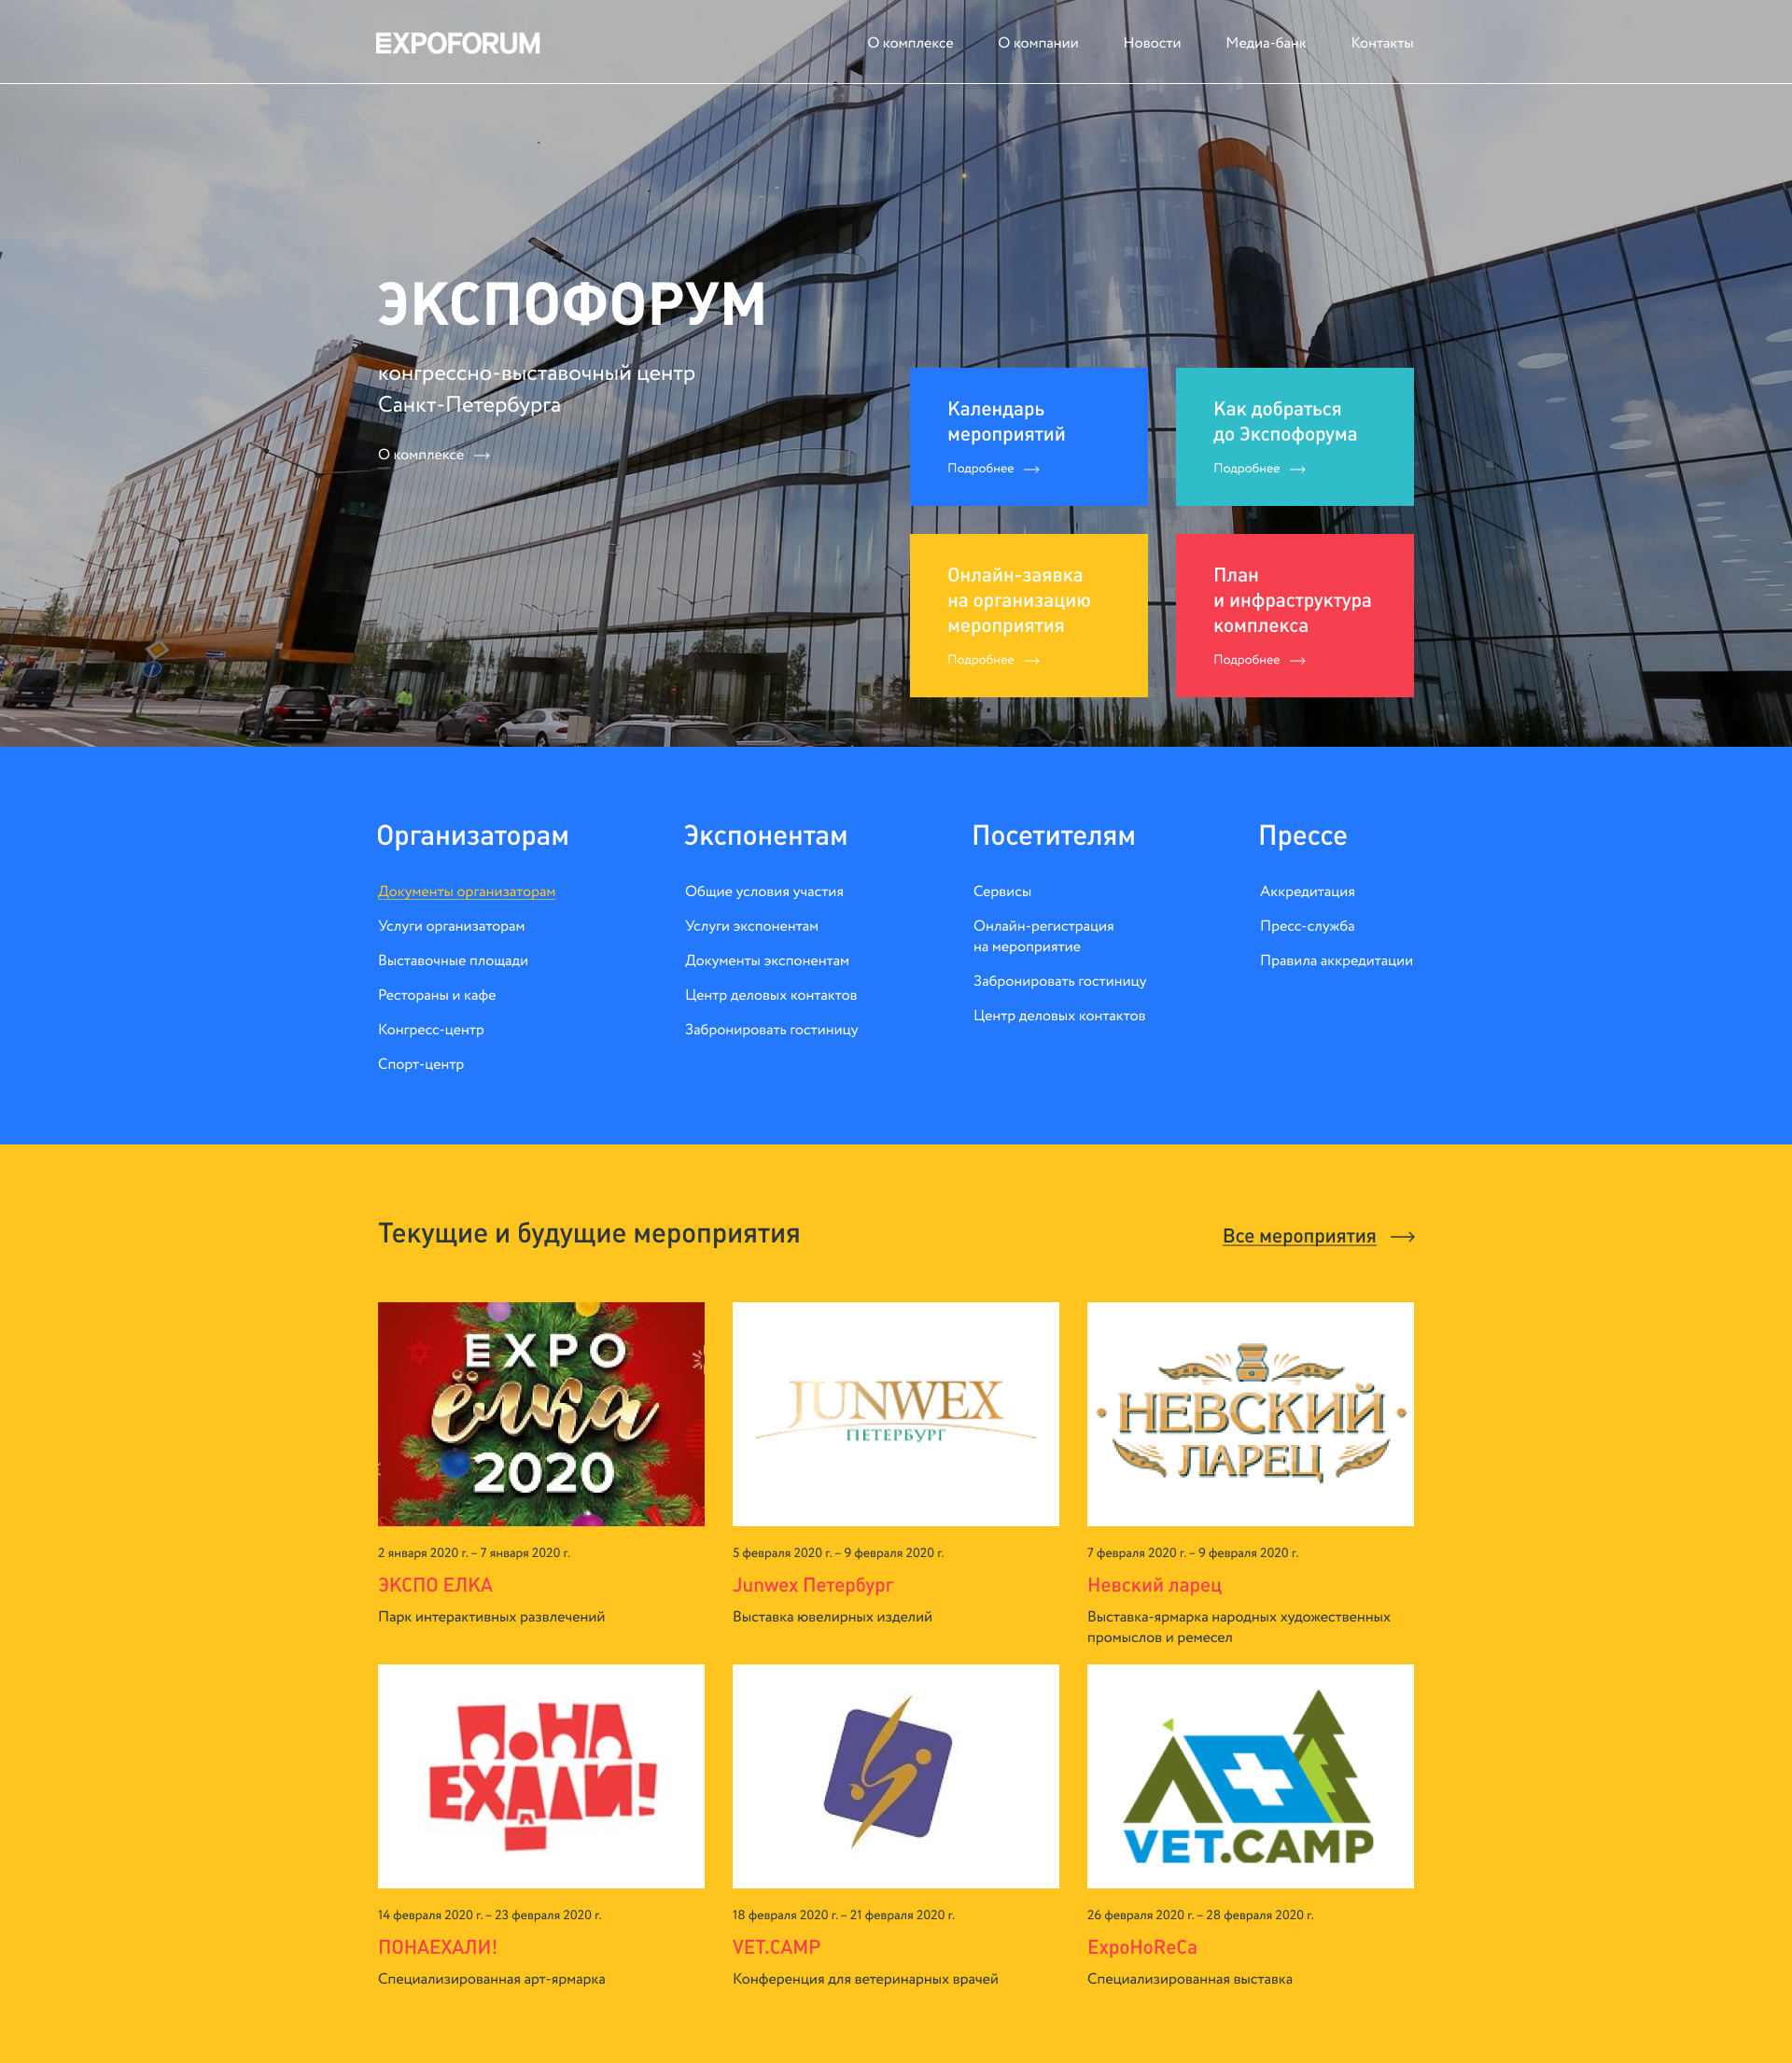 EXPOFORUM
О комплексе
О компании
Новости
Медиа-банк
Контакты
ЭКСПОФОРУМ
конгрессно-выставочный центр
Санкт-Петербурга
О комплексе
Календарь
мероприятий
Подробнее
Как добраться
до Экспофорума
Подробнее
Онлайн-заявка
на организацию
мероприятия
Подробнее
План
и инфраструктура
комплекса
Подробнее
Организаторам
Документы организаторам
Услуги организаторам
Выставочные площади
Рестораны и кафе
Конгресс-центр
Спорт-центр
Экспонентам
Общие условия участия
Услуги экспонентам
Документы экспонентам
Центр деловых контактов
Забронировать гостиницу
Посетителям
Сервисы
Онлайн-регистрация
на мероприятие
Забронировать гостиницу
Центр деловых контактов
Прессе
Аккредитация
Пресс-служба
Правила аккредитации
Текущие и будущие мероприятия
Все мероприятия
EXPO
ёлка
2020
2 января 2020 г. – 7 января 2020 г.
ЭКСПО ЕЛКА
Парк интерактивных развлечений
JUNWEX
ПЕТЕРБУРГ
5 февраля 2020 г. – 9 февраля 2020 г.
Junwex Петербург
Выставка ювелирных изделий
НЕВСКИЙ
ЛАРЕЦ
7 февраля 2020 г. – 9 февраля 2020 г.
Невский ларец
Выставка-ярмарка народных художественных
промыслов и ремесел
ПОНА
ЕХАЛИ!
14 февраля 2020 г. – 23 февраля 2020 г.
ПОНАЕХАЛИ!
Специализированная арт-ярмарка
18 февраля 2020 г. – 21 февраля 2020 г.
VET.CAMP
Конференция для ветеринарных врачей
VET.CAMP
26 февраля 2020 г. – 28 февраля 2020 г.
ExpoHoReCa
Специализированная выставка